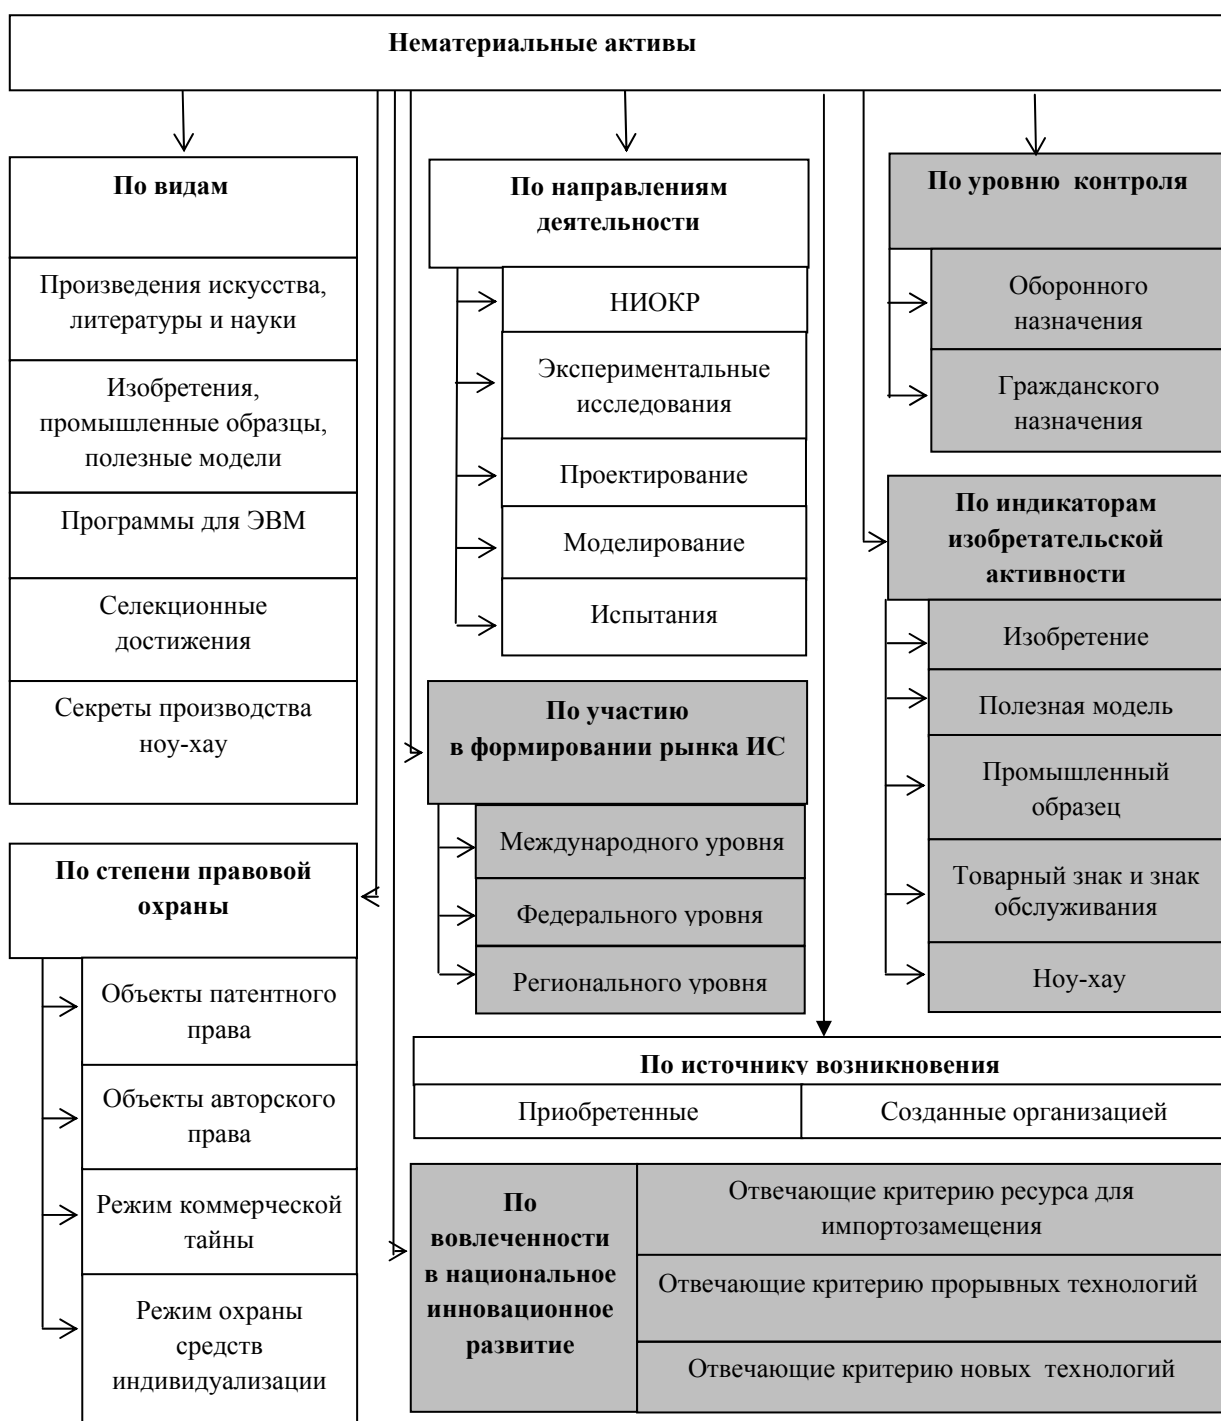 Нематериальные активы
По видам
Произведения искусства,
литературы и науки
Изобретения,
промышленные образцы,
полезные модели
Программы для ЭВМ
Селекционные
достижения
Секреты производства
ноу-хау
По степени правовой
охраны
Объекты патентного
права
Объекты авторского
права
Режим коммерческой
тайны
Режим охраны
средств
индивидуализации
По направлениям
деятельности
НИОКР
Экспериментальные
исследования
Проектирование
Моделирование
Испытания
По участию
в формировании рынка ИС
Международного уровня
Федерального уровня
Регионального уровня
По уровню контроля
Оборонного
назначения
Гражданского
назначения
По индикаторам
изобретательской
активности
Изобретение
Полезная модель
Промышленный
образец
Товарный знак и знак
обслуживания
Ноу-хау
По источнику возникновения
Приобретенные
Созданные организацией
По
вовлеченности
в национальное
инновационное
развитие
Отвечающие критерию ресурса для
импортозамещения
Отвечающие критерию прорывных технологий
Отвечающие критерию новых технологий